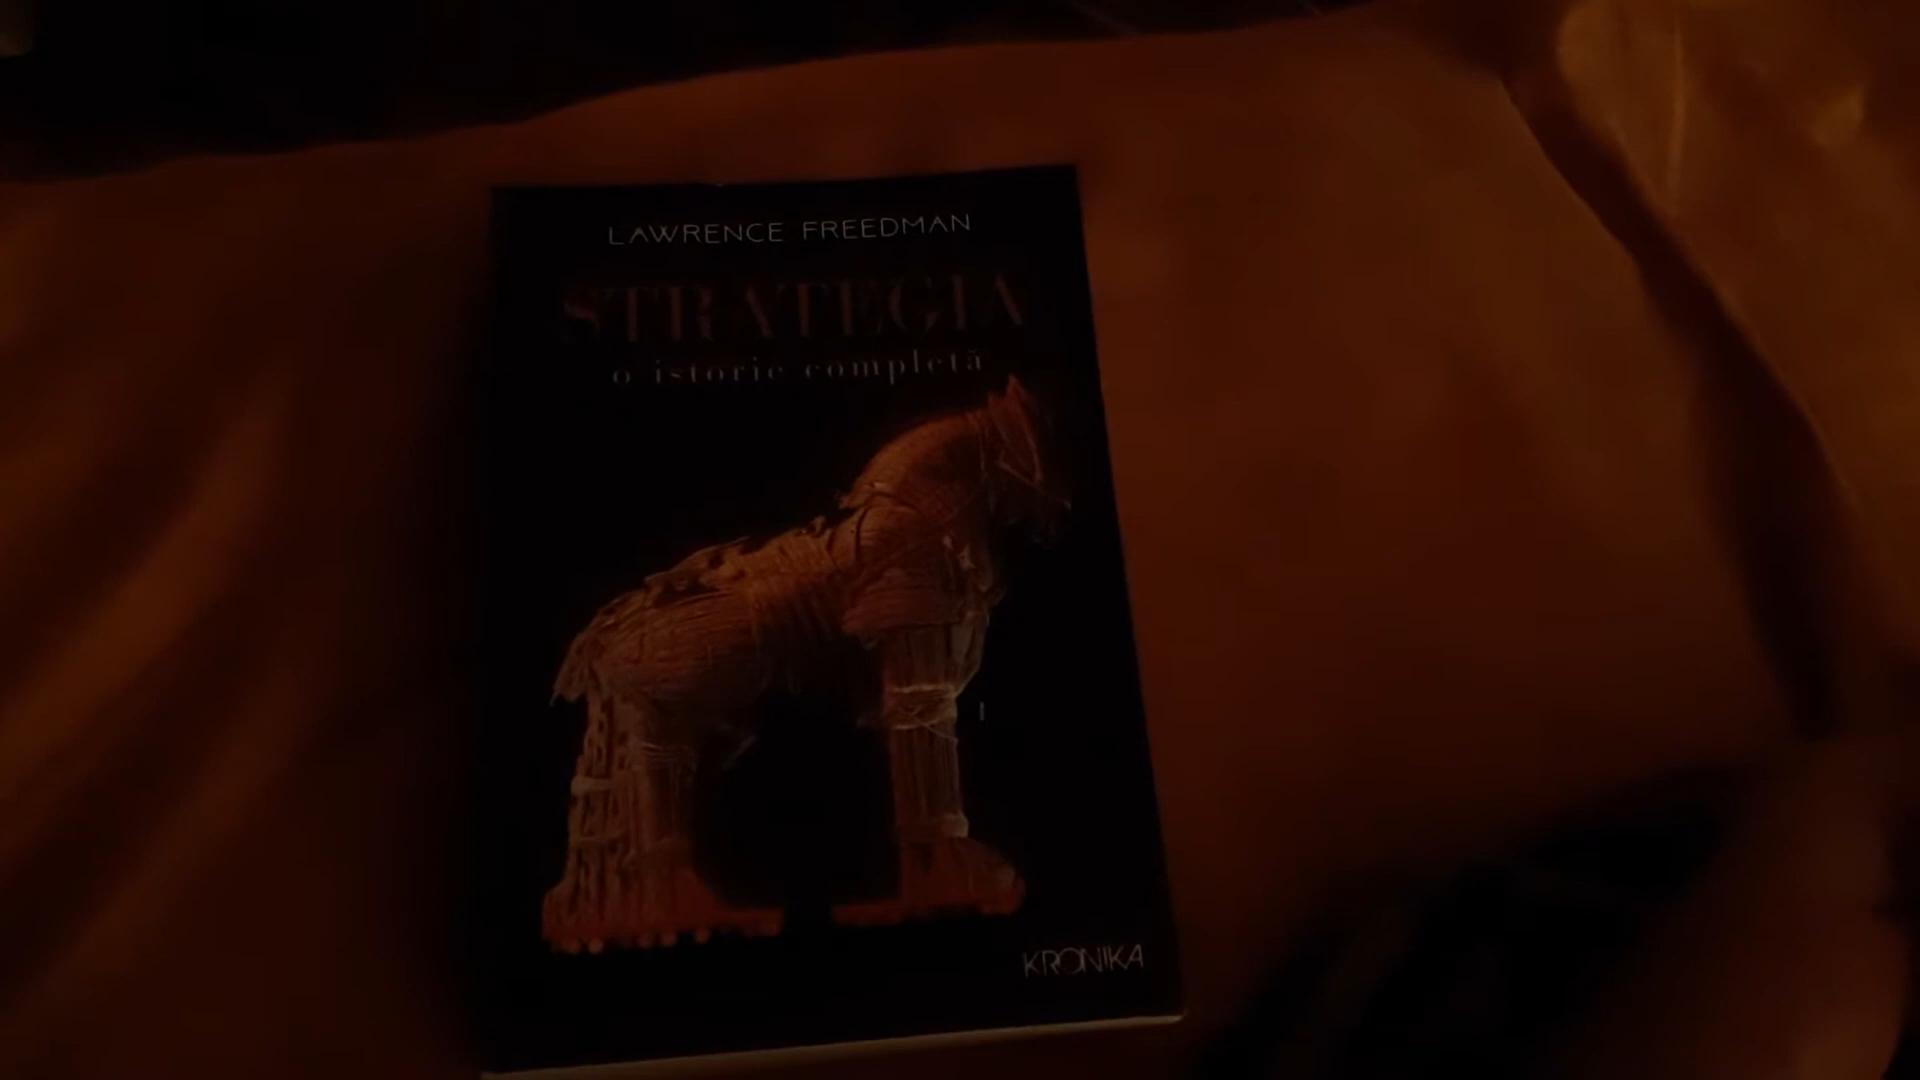 LAWRENCE FREEDMAN
STRATEGIA
o istorie completă
KRONIKA